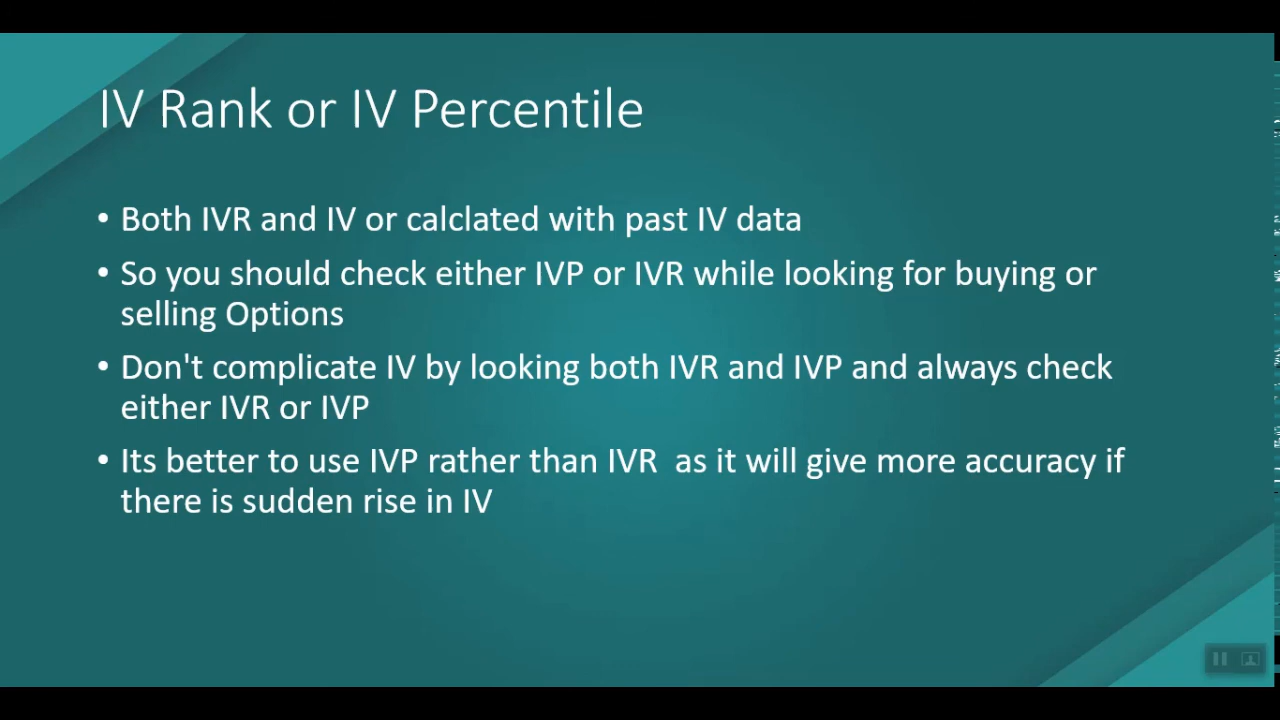 IV Rank or IV Percentile
• Both IVR and IV or calclated with past IV data
• So you should check either IVP or IVR while looking for buying or
selling Options
• Don't complicate IV by looking both IVR and IVP and always check
either IVR or IVP
• Its better to use IVP rather than IVR  as it will give more accuracy if
there is sudden rise in IV